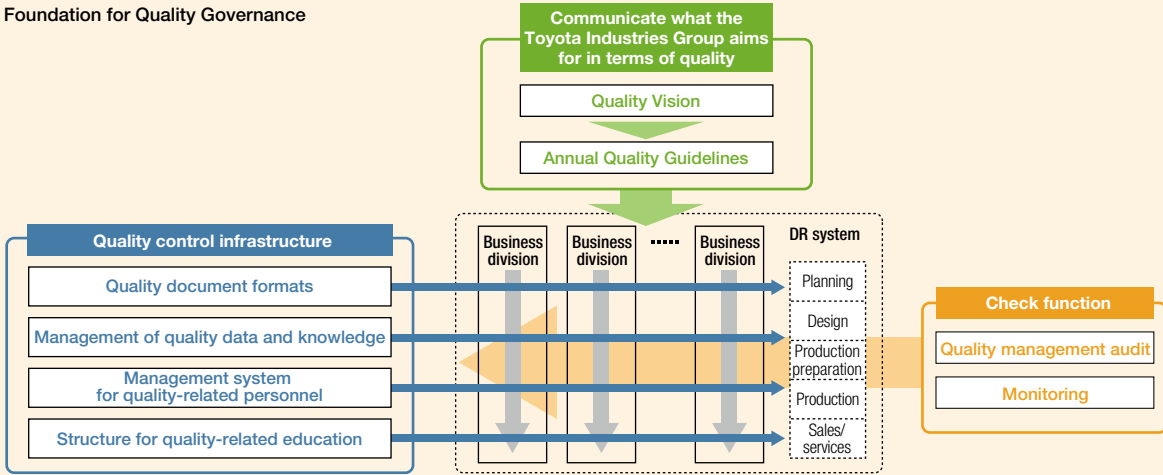 Foundation for Quality Governance
Communicate what the
Toyota Industries Group aims
for in terms of quality
Quality Vision
Annual Quality Guidelines
Quality control infrastructure
Quality document formats
Management of quality data and knowledge
Management system
for quality-related personnel
Structure for quality-related education
Business
division
Business
division
Business
division
DR system
Planning
Design
Production
preparation
Production
Sales/
services
Check function
Quality management audit
Monitoring